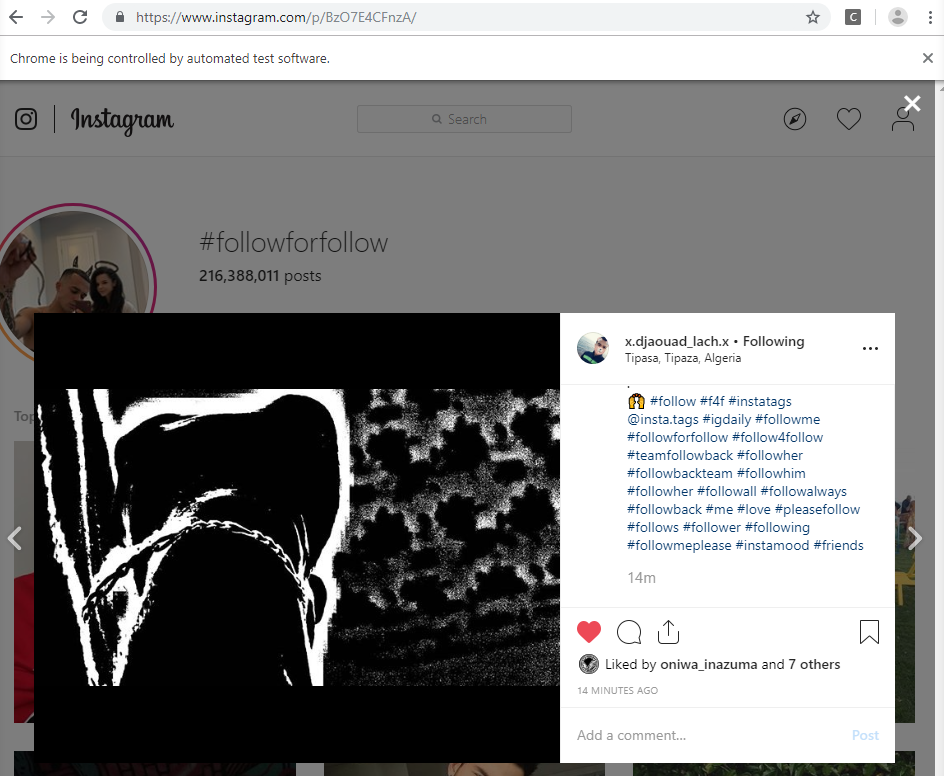 https://www.instagram.com/p/BzO7E4CFnzA/
C
Chrome is being controlled by automated test software.
Instagram
Search
#followforfollow
216,388,011 posts
x.djaouad_lach.x • Following
Tipasa, Tipaza, Algeria
Top
.
#follow #f4f #instatags
@insta.tags #igdaily #followme
#followforfollow #follow4follow
#teamfollowback #followher
#followbackteam #followhim
#followher #followall #followalways
#followback #me #love #pleasefollow
#follows #follower #following
#followmeplease #instamood #friends
14m
Liked by oniwa_inazuma and 7 others
14 MINUTES AGO
Add a comment...
Post